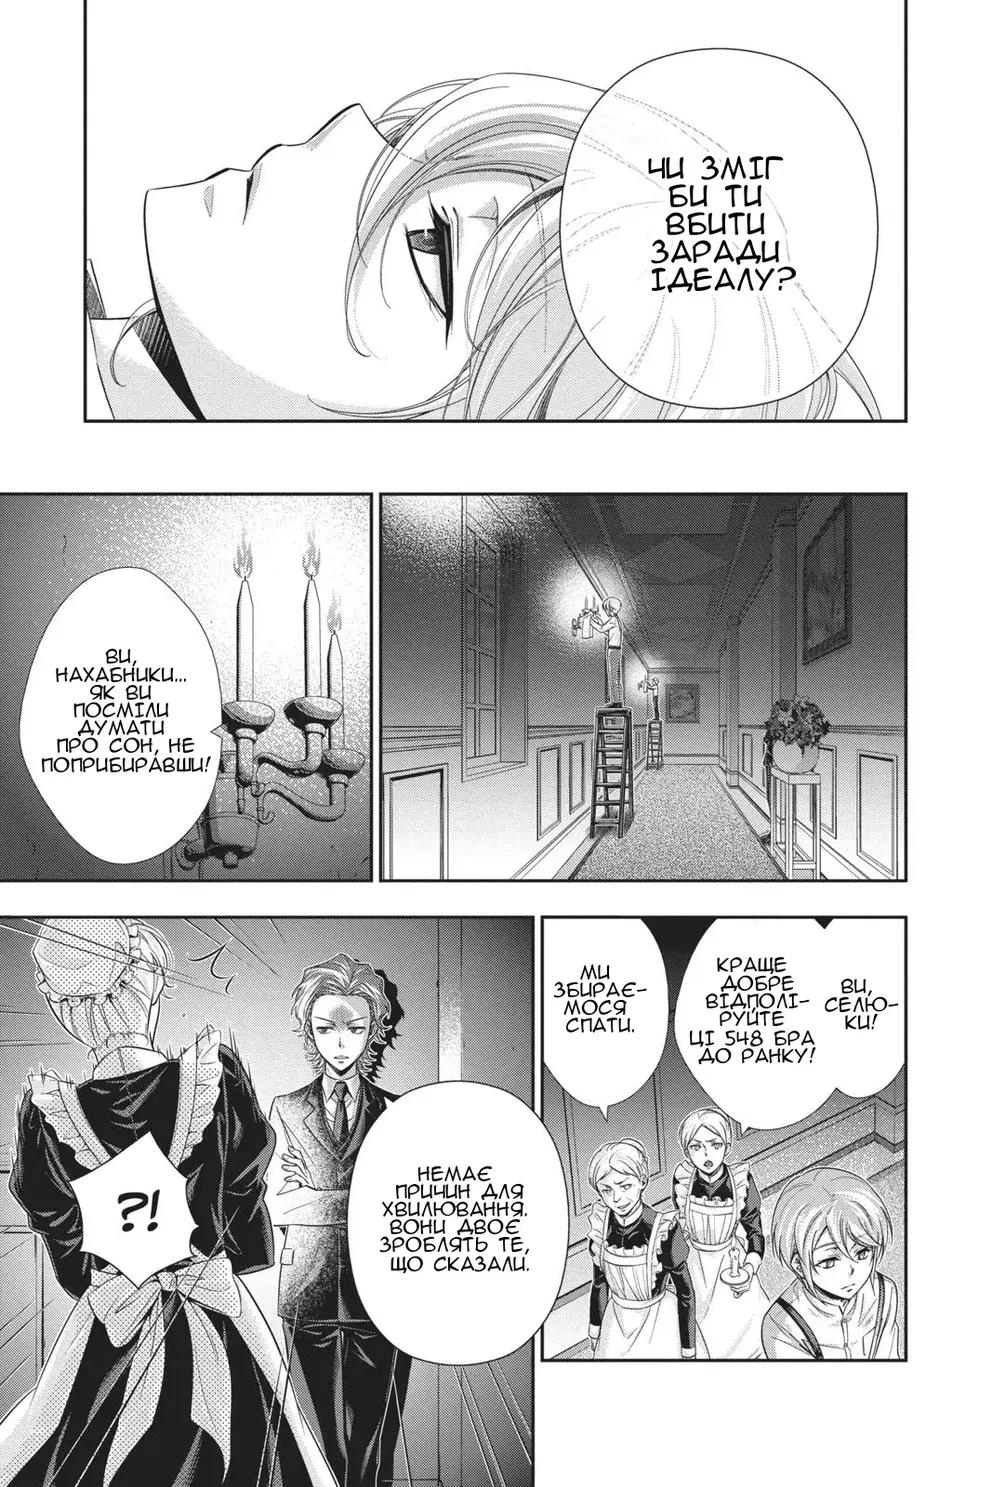 ЧИ ЗМІГ
БИ ТИ
ВБИТИ
ЗАРАДИ
ІДЕАЛУ?
ВИ,
НАХАБНИКИ...
ЯК ВИ
ПОСМІЛИ
ДУМАТИ
ПРО СОН, НЕ
ПОПРИБИРАВШИ!
ВИ,
СЕЛЮ-
КИ!
КРАЩЕ
ДОБРЕ
ВІДПОЛІ-
РУЙТЕ
ЦІ 548 БРА
ДО РАНКУ!
МИ
ЗБИРАЄ-
МОСЯ
СПАТИ.
НЕМАЄ
ПРИЧИН ДЛЯ
ХВИЛЮВАННЯ.
ВОНИ ДВОЄ
ЗРОБЛЯТЬ ТЕ,
ЩО СКАЗАЛИ.
?!